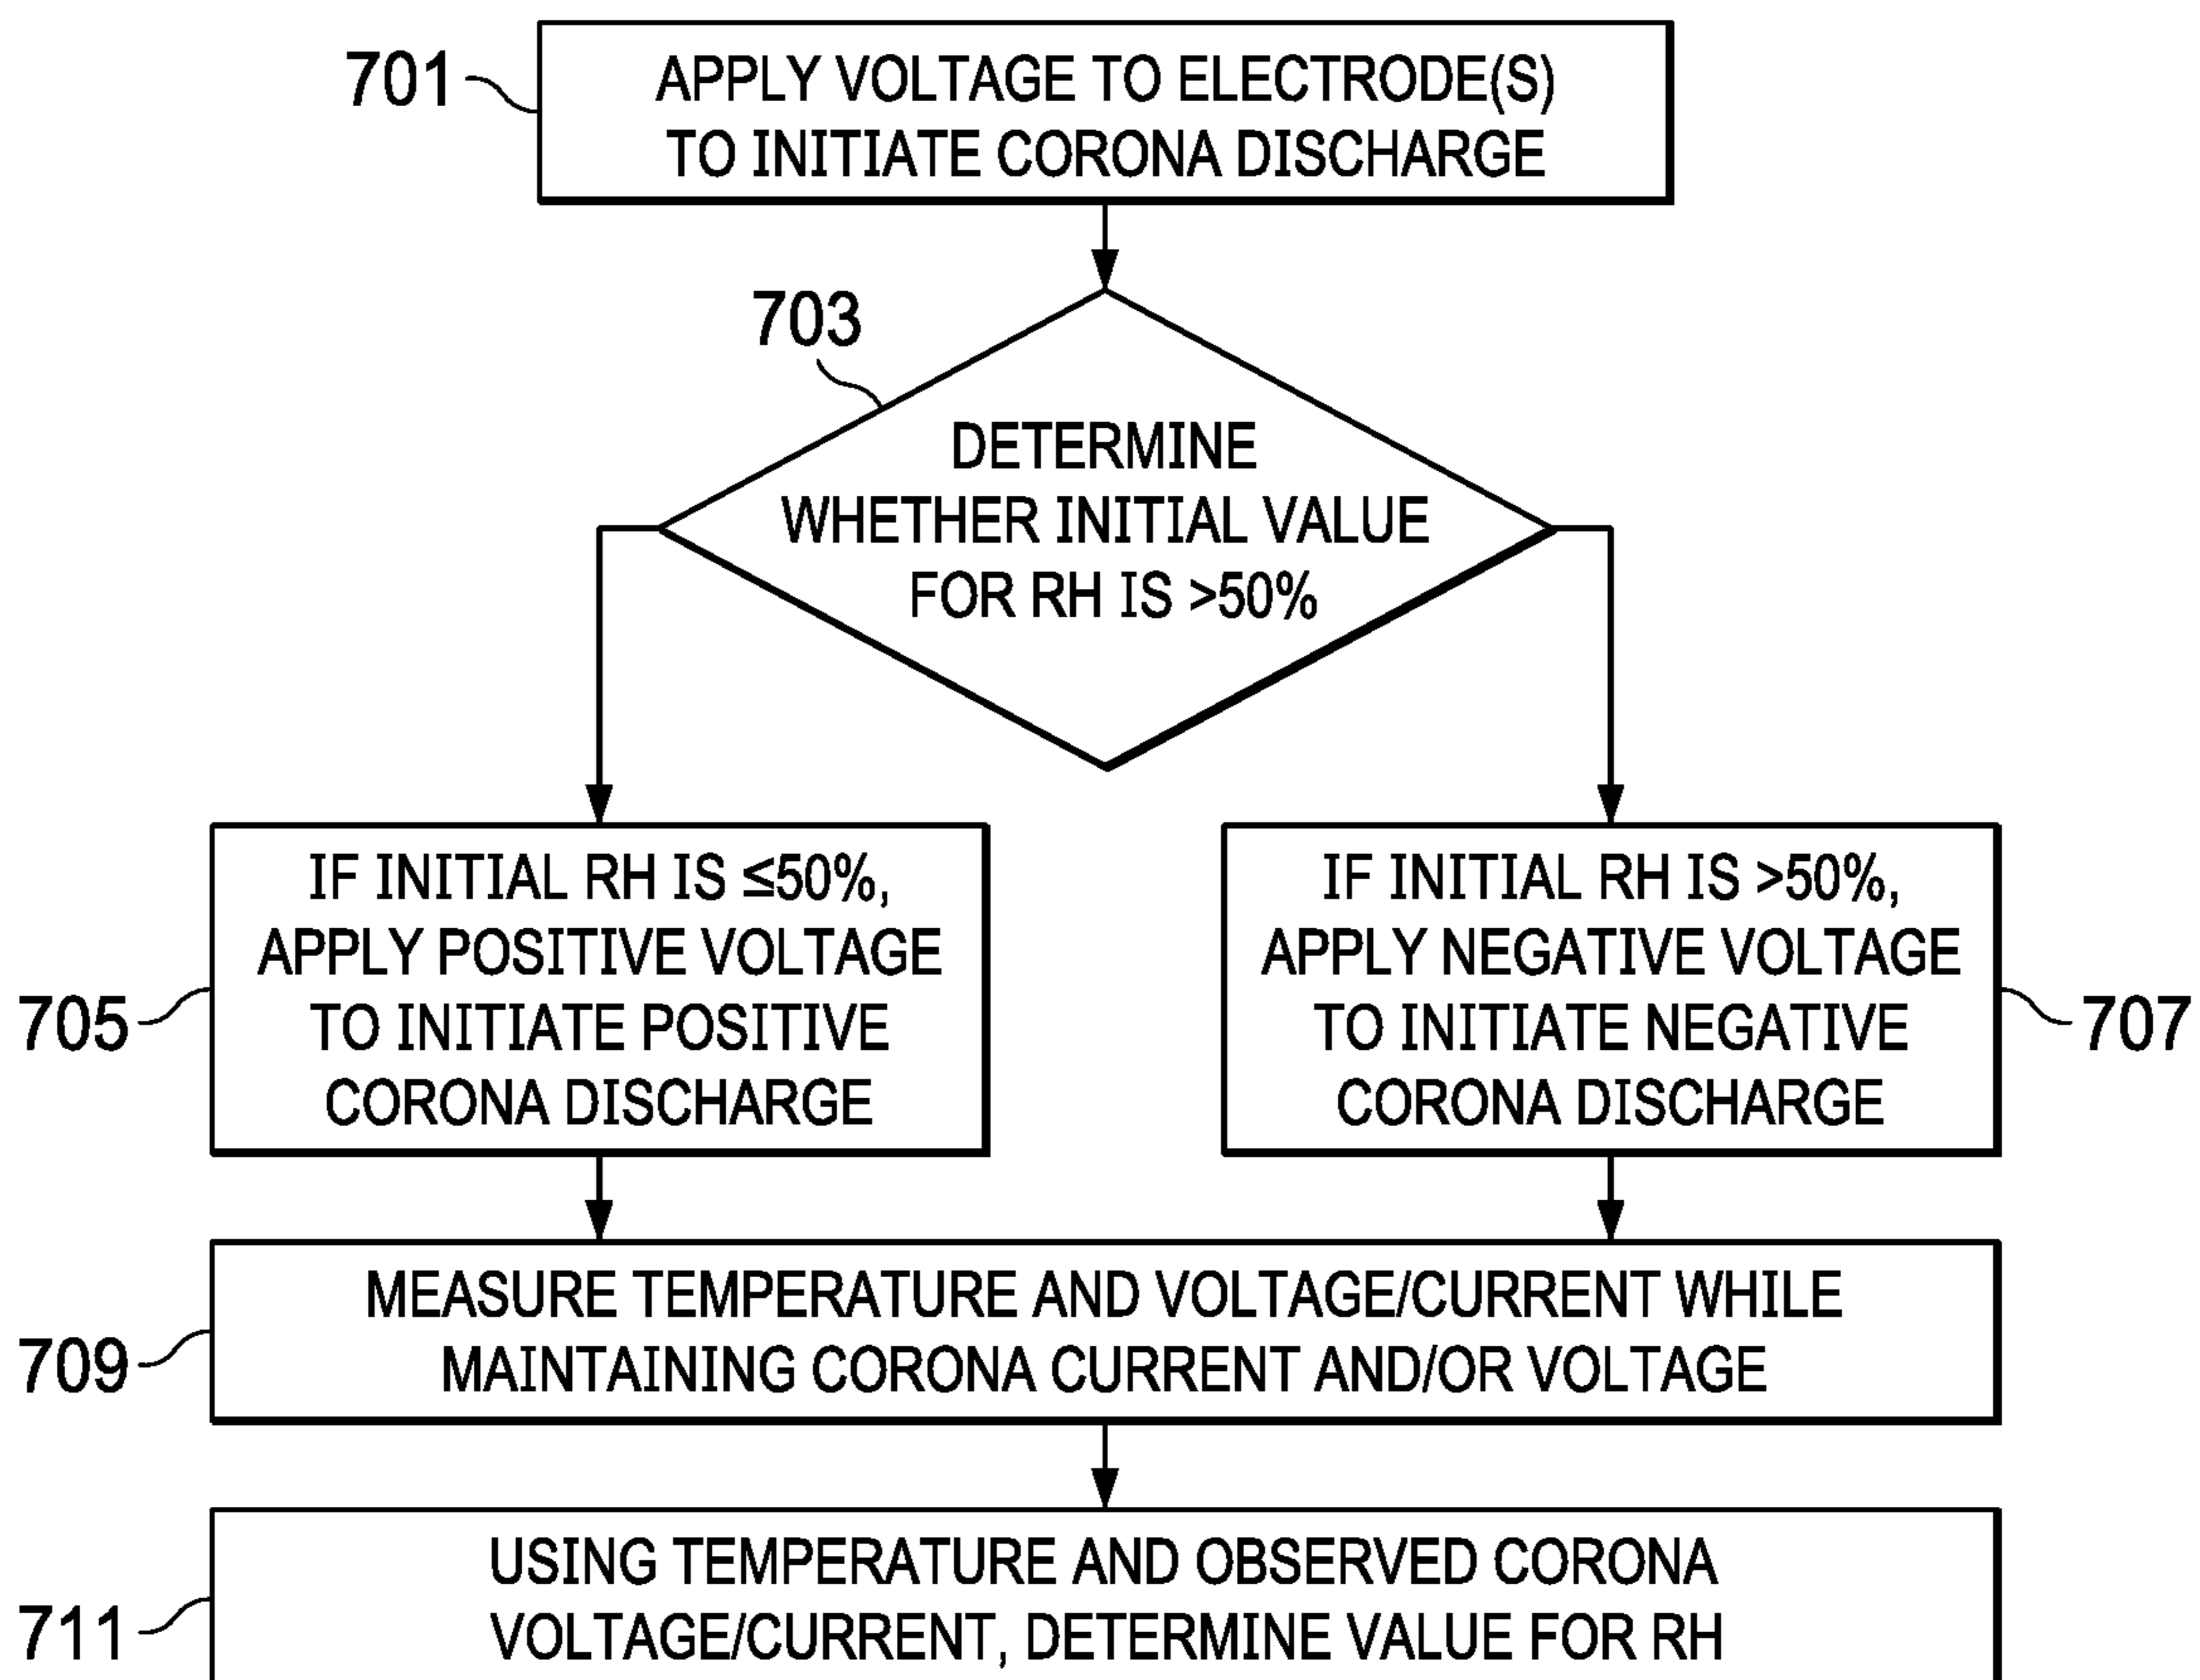 701
APPLY VOLTAGE TO ELECTRODE(S)
TO INITIATE CORONA DISCHARGE
703
DETERMINE
WHETHER INITIAL VALUE
FOR RH IS >50%
705
IF INITIAL RH IS ≤50%,
APPLY POSITIVE VOLTAGE
TO INITIATE POSITIVE
CORONA DISCHARGE
IF INITIAL RH IS >50%,
APPLY NEGATIVE VOLTAGE
TO INITIATE NEGATIVE
CORONA DISCHARGE
707
709
MEASURE TEMPERATURE AND VOLTAGE/CURRENT WHILE
MAINTAINING CORONA CURRENT AND/OR VOLTAGE
711
USING TEMPERATURE AND OBSERVED CORONA
VOLTAGE/CURRENT, DETERMINE VALUE FOR RH